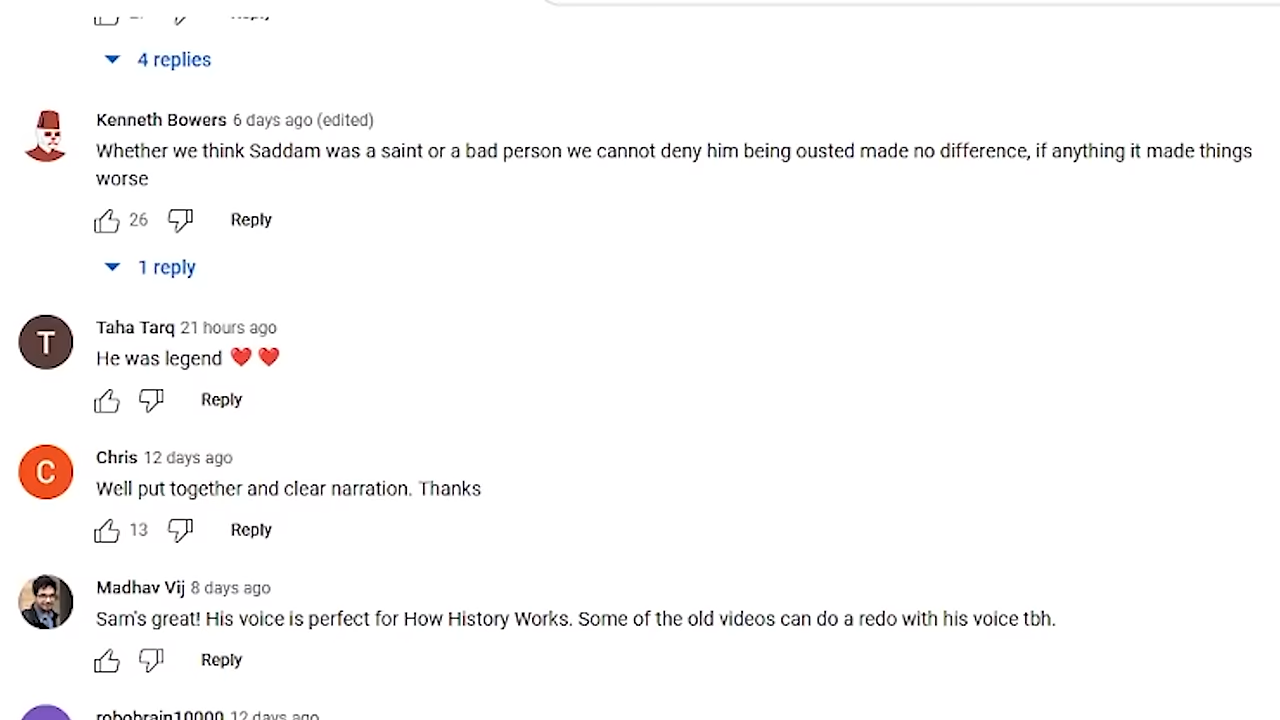 Reply
4 replies
Kenneth Bowers 6 days ago (edited)
Whether we think Saddam was a saint or a bad person we cannot deny him being ousted made no difference, if anything it made things
worse
26 Reply
1 reply
T
Taha Tarq 21 hours ago
He was legend ❤️ ❤️
Reply
C
Chris 12 days ago
Well put together and clear narration. Thanks
13 Reply
Madhav Vij 8 days ago
Sam's great! His voice is perfect for How History Works. Some of the old videos can do a redo with his voice tbh.
Reply
robobrain10000 12 days ago